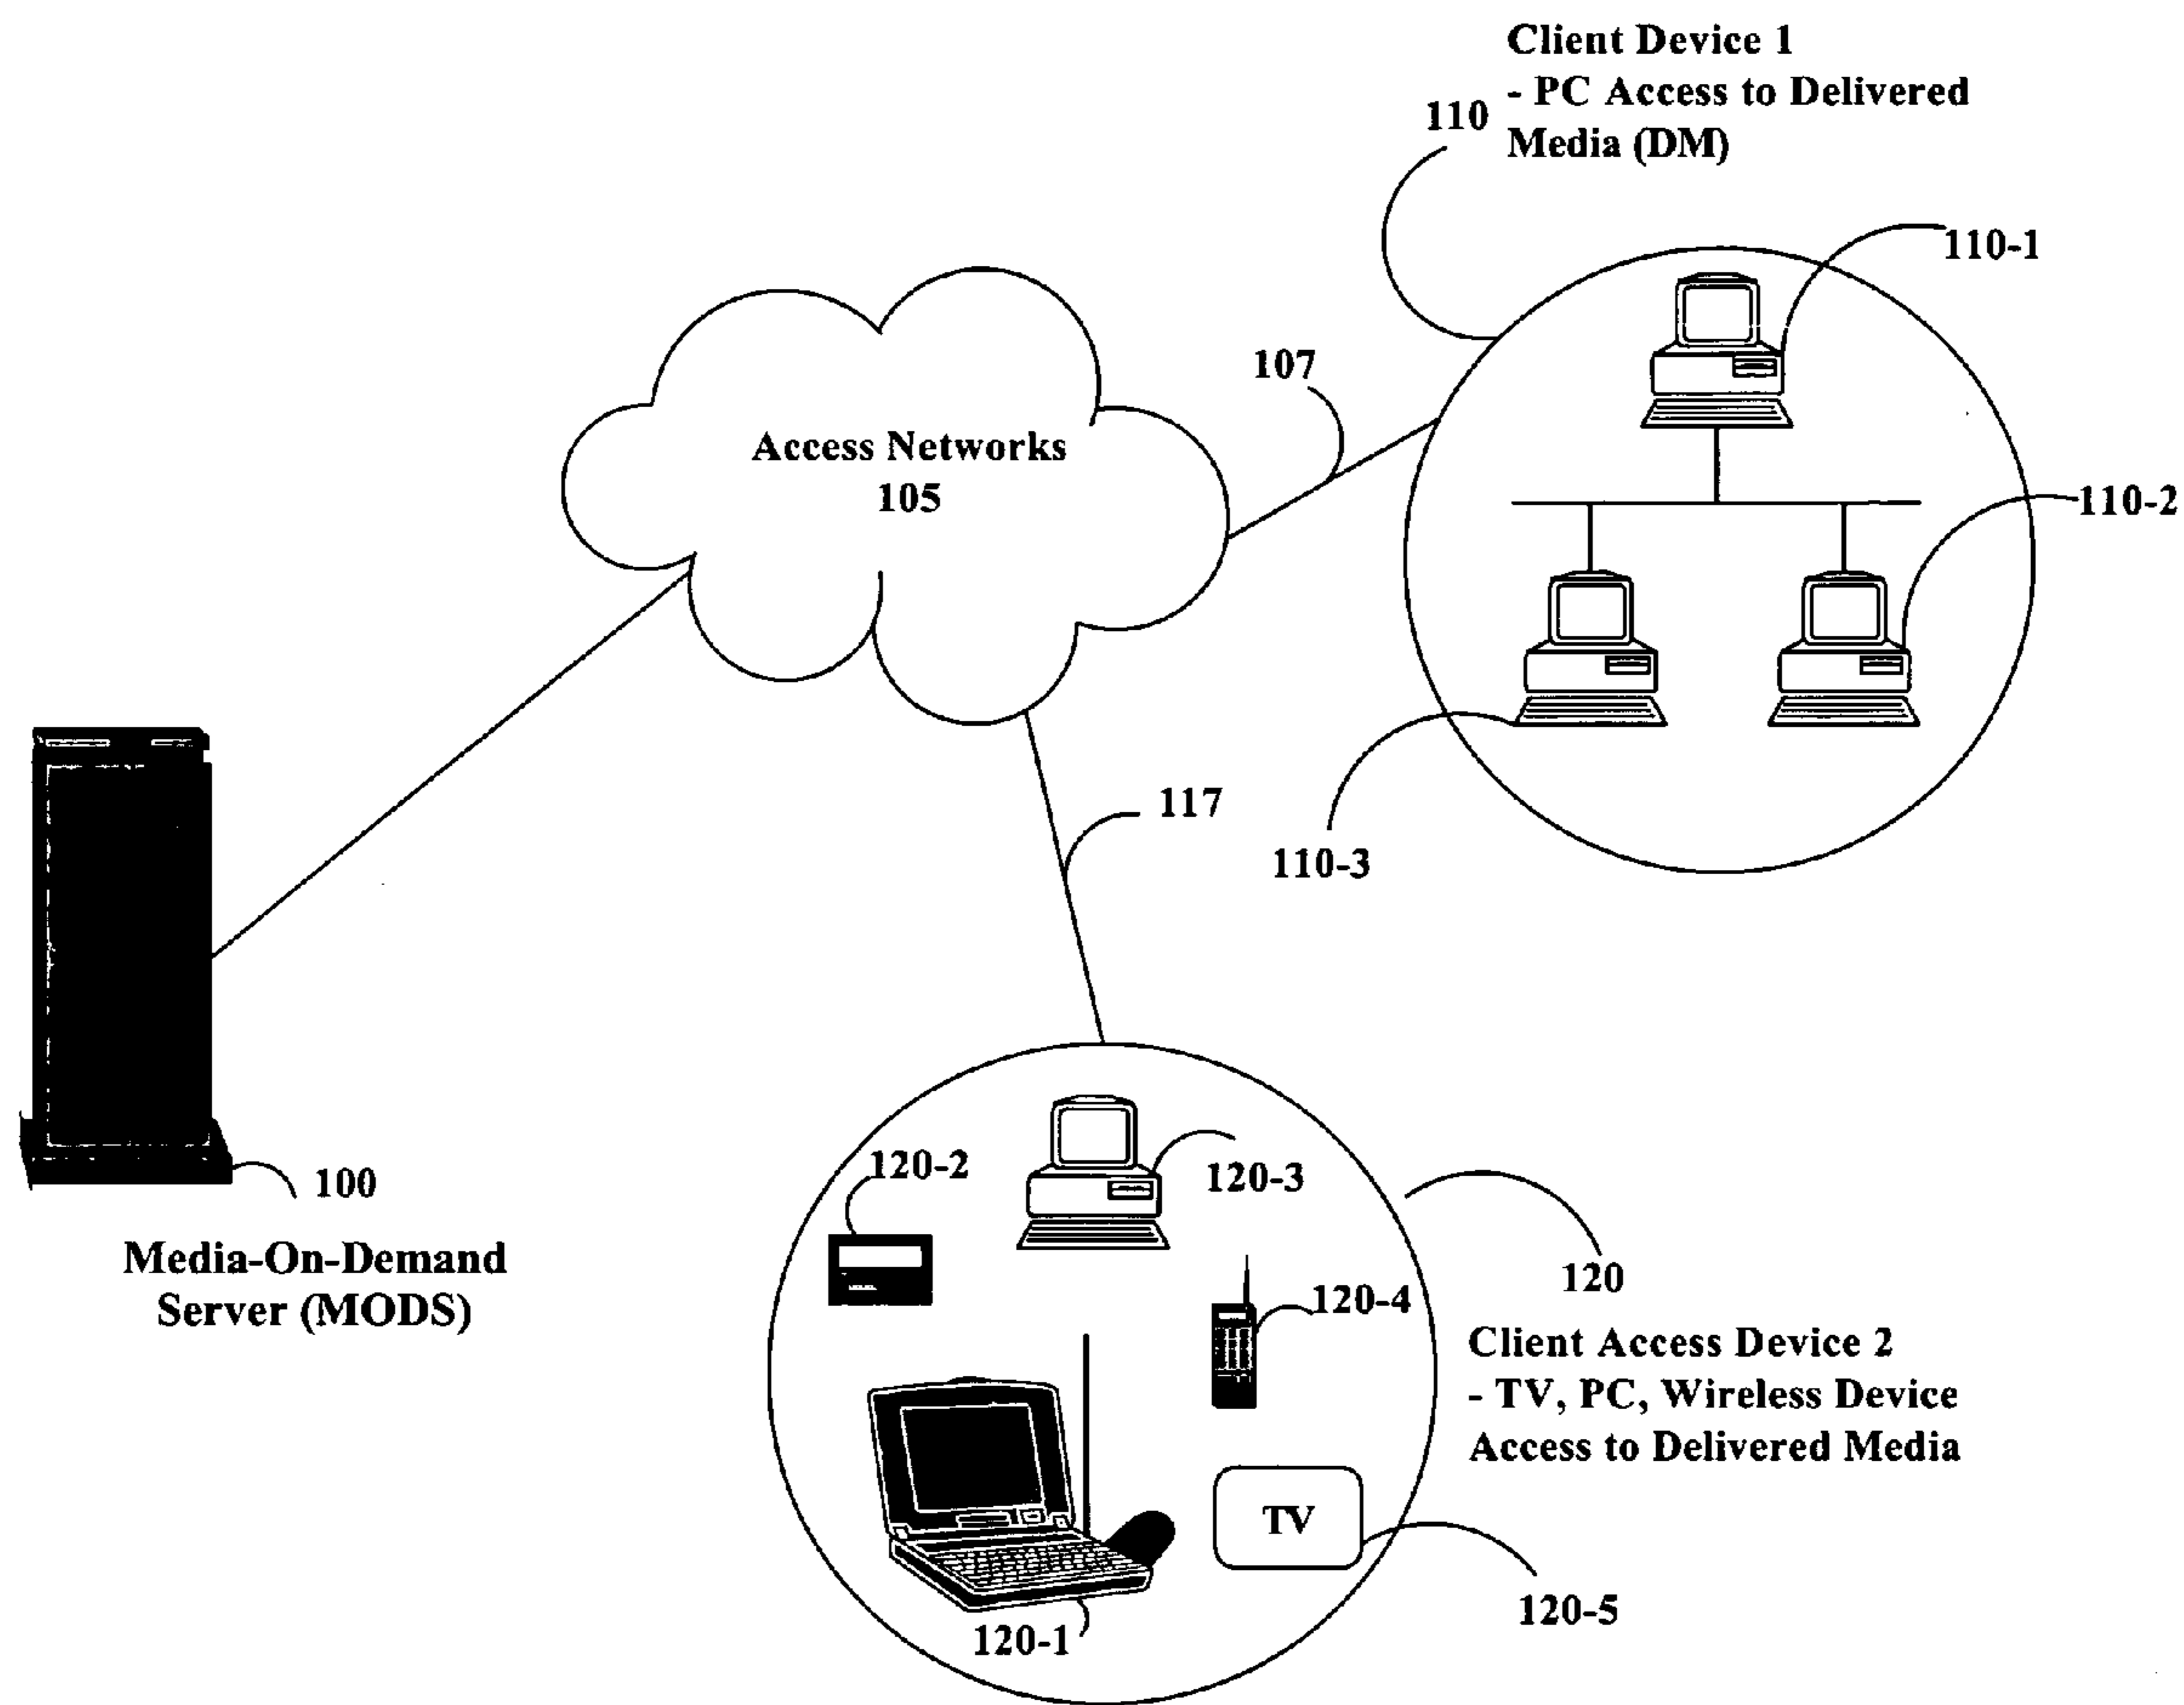 Client Device 1
- PC Access to Delivered
Media (DM)
110
110-1
107
Access Networks
105
110-2
117
110-3
100
Media-On-Demand
Server (MODS)
120-2
120-3
120
120-4
Client Access Device 2
- TV, PC, Wireless Device
Access to Delivered Media
TV
120-5
120-1